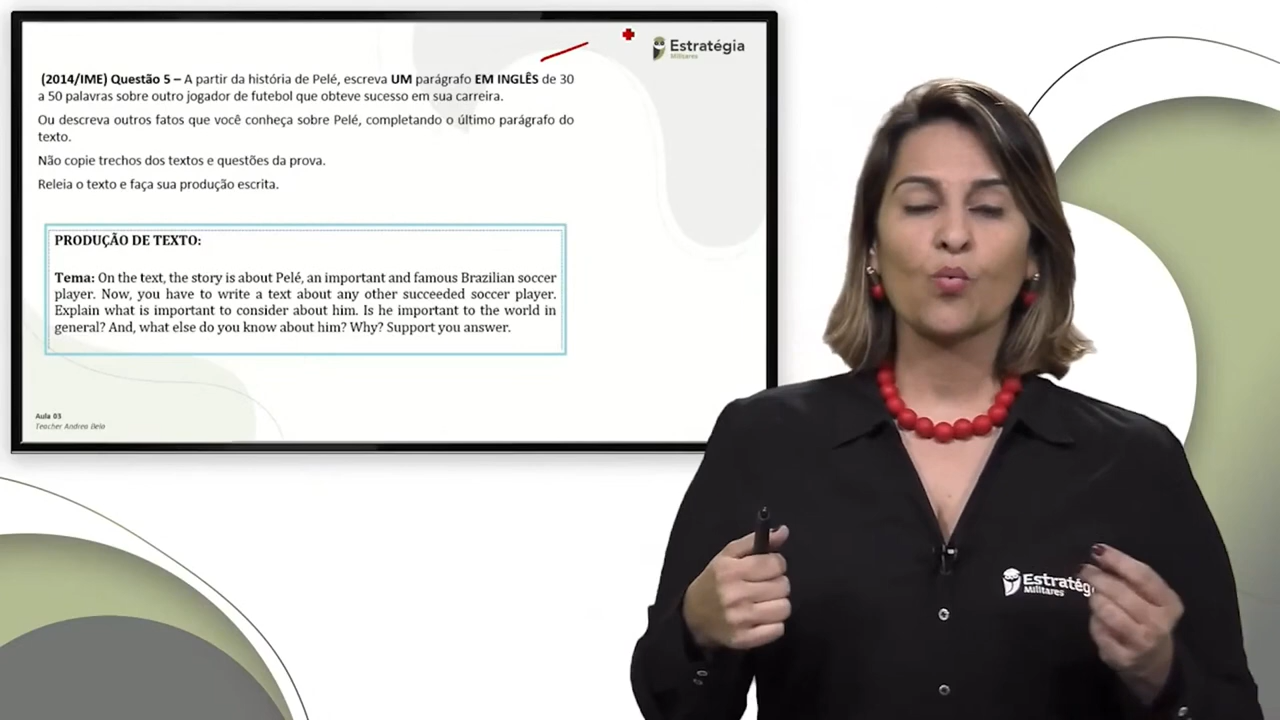 Estratégia
Militares
(2014/IME) Questão 5 – A partir da história de Pelé, escreva UM parágrafo EM INGLÊS de 30
a 50 palavras sobre outro jogador de futebol que obteve sucesso em sua carreira.
Ou descreva outros fatos que você conheça sobre Pelé, completando o último parágrafo do
texto.
Não copie trechos dos textos e questões da prova.
Releia o texto e faça sua produção escrita.
PRODUÇÃO DE TEXTO:
Tema: On the text, the story is about Pelé, an important and famous Brazilian soccer
player. Now, you have to write a text about any other succeeded soccer player.
Explain what is important to consider about him. Is he important to the world in
general? And, what else do you know about him? Why? Support you answer.
Aula 03
Teacher Andrea Belo
Estratég
Militares